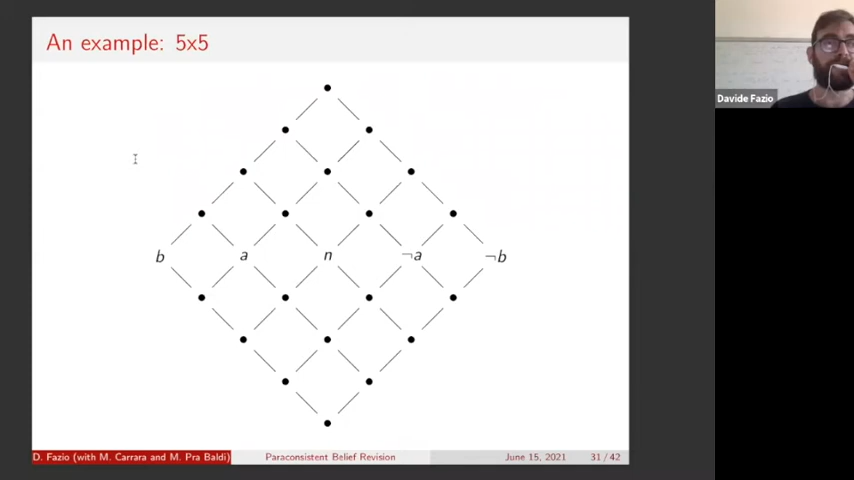 An example: 5x5
Davide Fazio
b a n ¬a ¬b
D. Fazio (with M. Carrara and M. Pra Baldi) Paraconsistent Belief Revision June 15, 2021 31 / 42